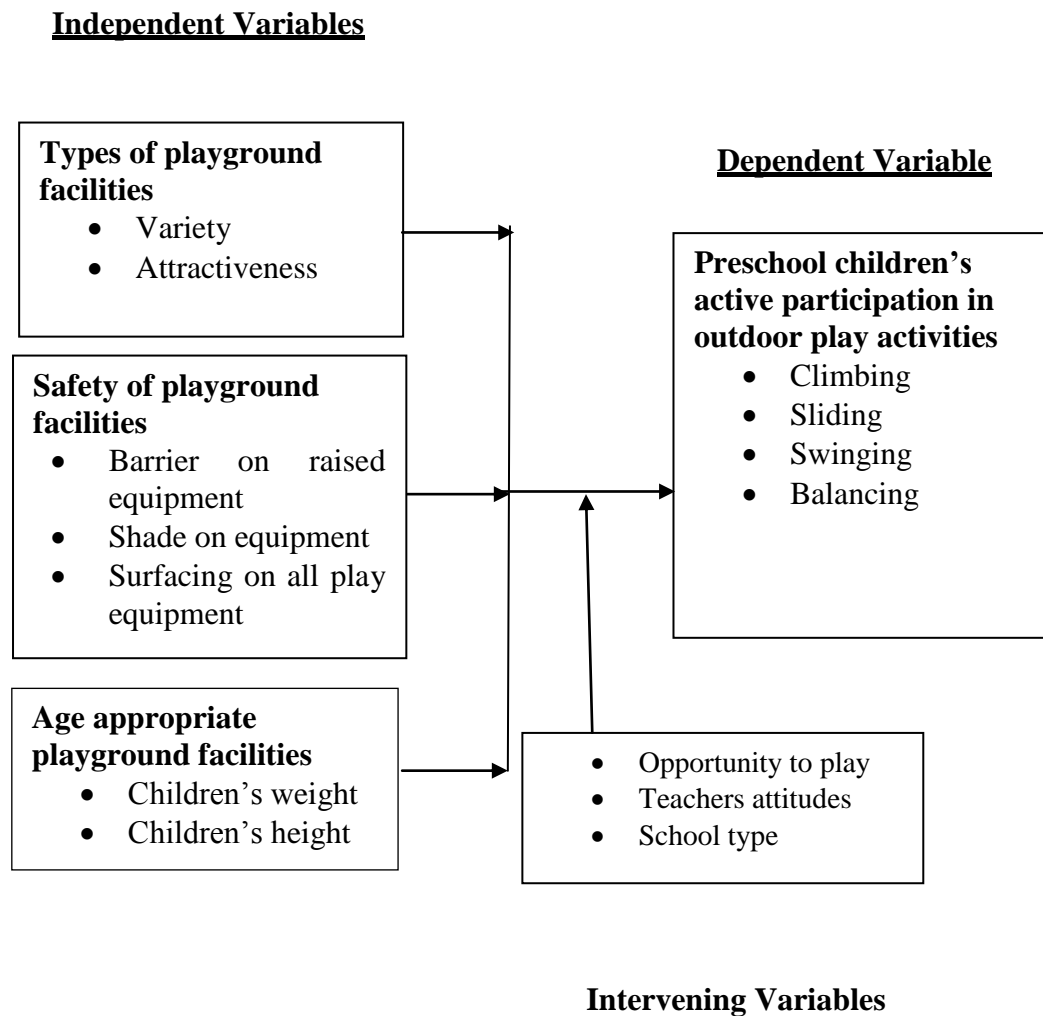 Independent Variables
Types of playground
facilities
• Variety
• Attractiveness
Safety of playground
facilities
• Barrier on raised
equipment
• Shade on equipment
• Surfacing on all play
equipment
Age appropriate
playground facilities
• Children’s weight
• Children’s height
Dependent Variable
Preschool children’s
active participation in
outdoor play activities
• Climbing
• Sliding
• Swinging
• Balancing
• Opportunity to play
• Teachers attitudes
• School type
Intervening Variables